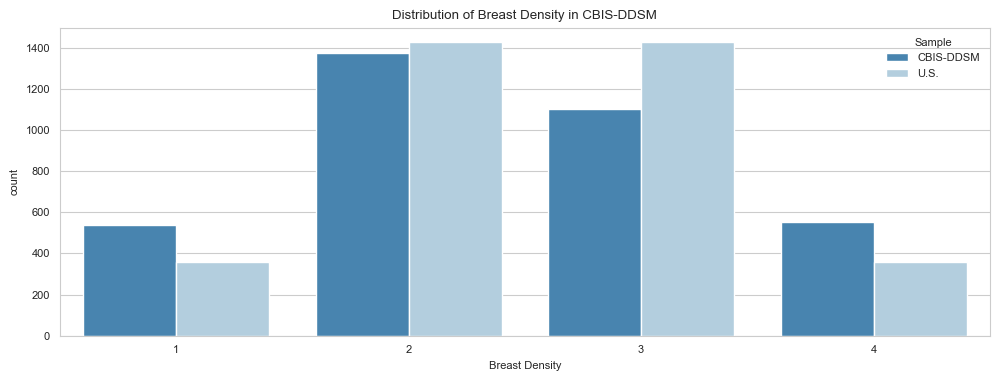 Distribution of Breast Density in CBIS-DDSM
Sample
CBIS-DDSM
U.S.
count
1400
1200
1000
800
600
400
200
0
1 2 3 4
Breast Density